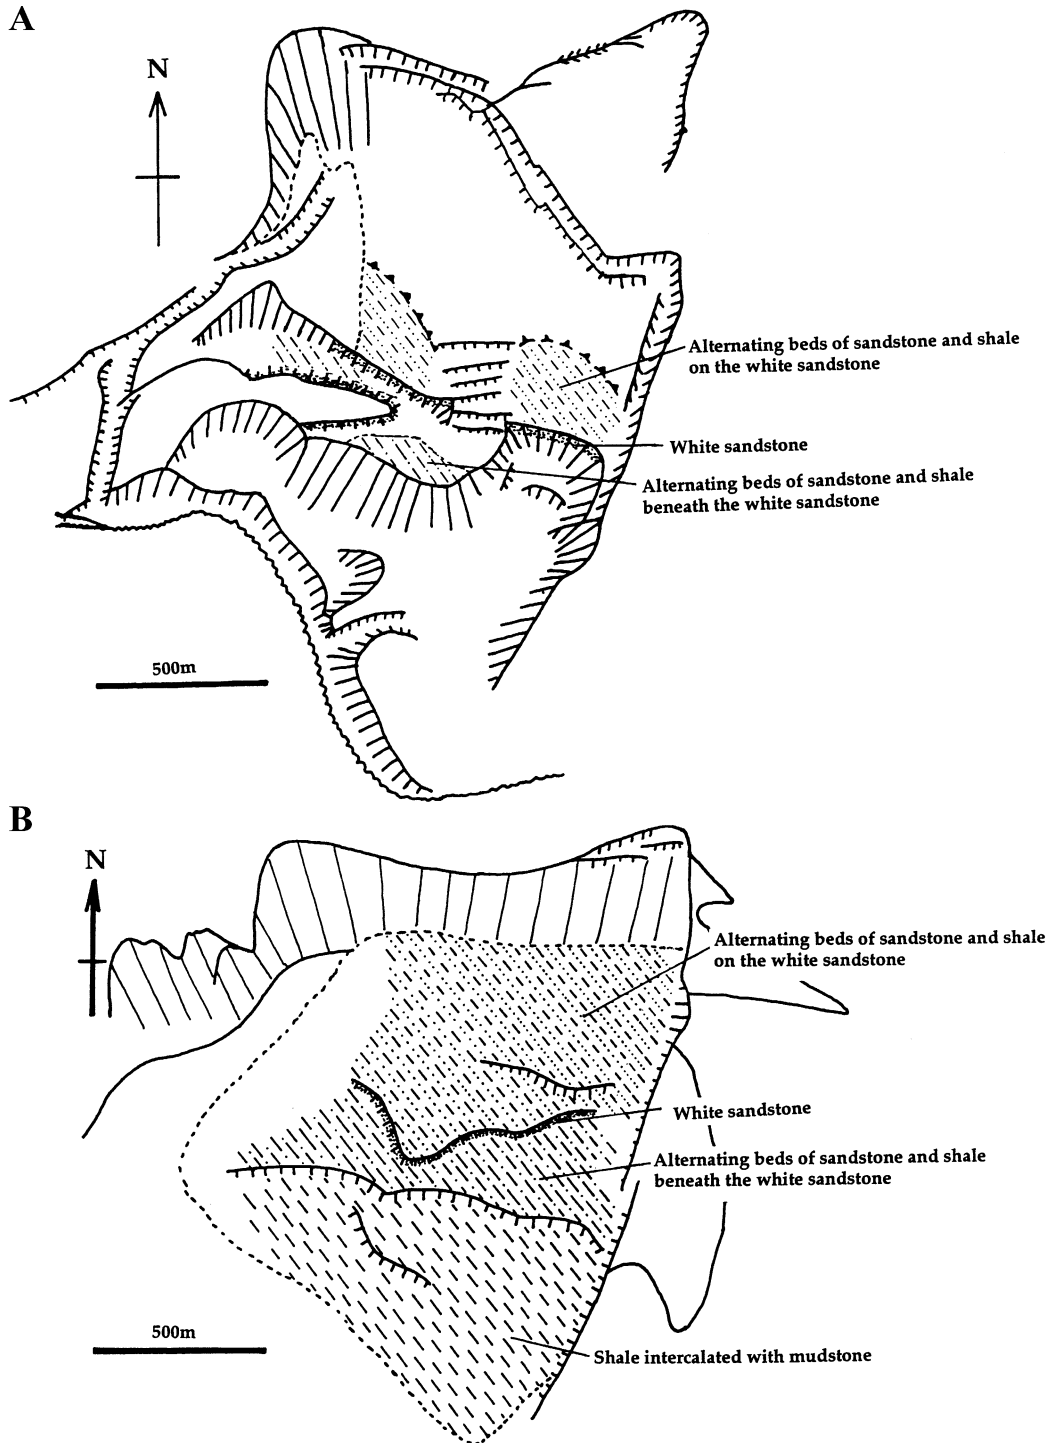 A
N
Alternating beds of sandstone and shale
on the white sandstone
White sandstone
Alternating beds of sandstone and shale
beneath the white sandstone
500m
B
N
Alternating beds of sandstone and shale
on the white sandstone
White sandstone
Alternating beds of sandstone and shale
beneath the white sandstone
500m
Shale intercalated with mudstone